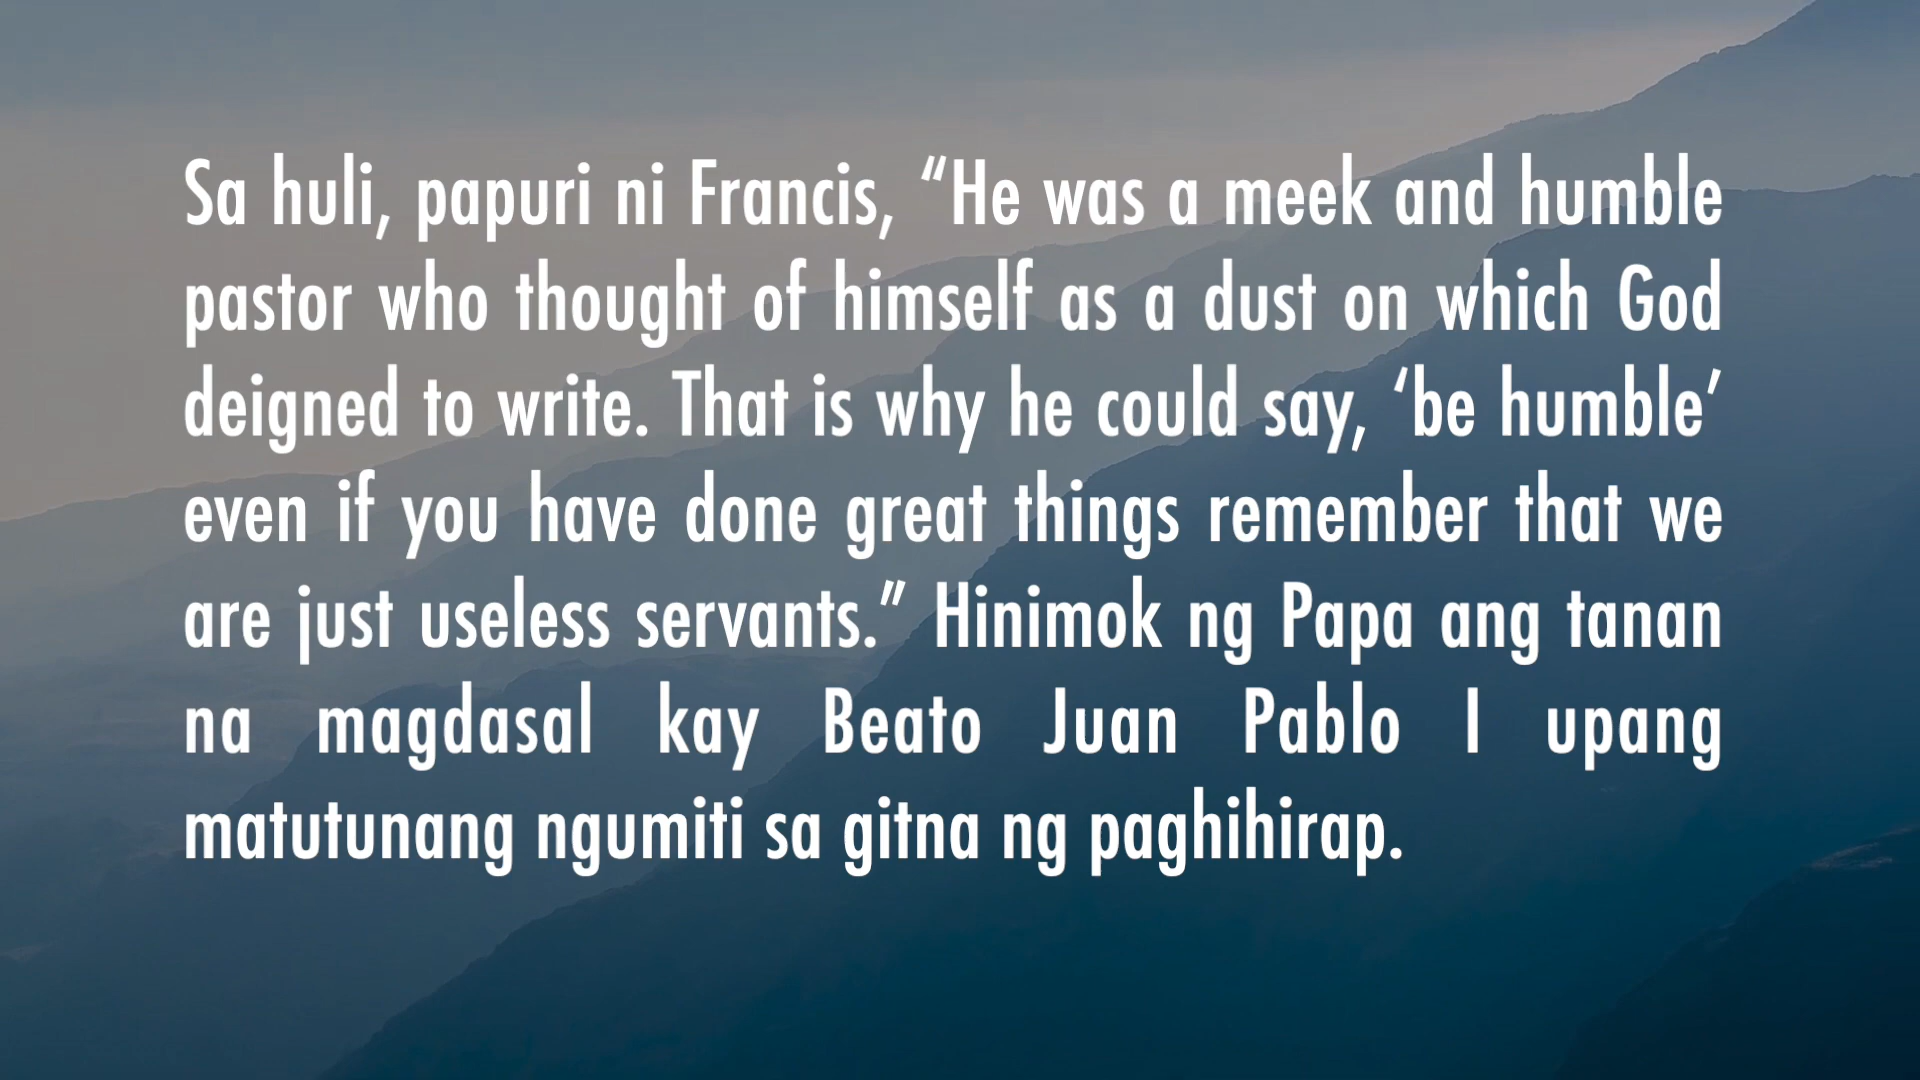 Sa huli, papuri ni Francis, “He was a meek and humble
pastor who thought of himself as a dust on which God
deigned to write. That is why he could say, ‘be humble’
even if you have done great things remember that we
are just useless servants.” Hinimok ng Papa ang tanan
na magdasal kay Beato Juan Pablo I upang
matutunang ngumiti sa gitna ng paghihirap.